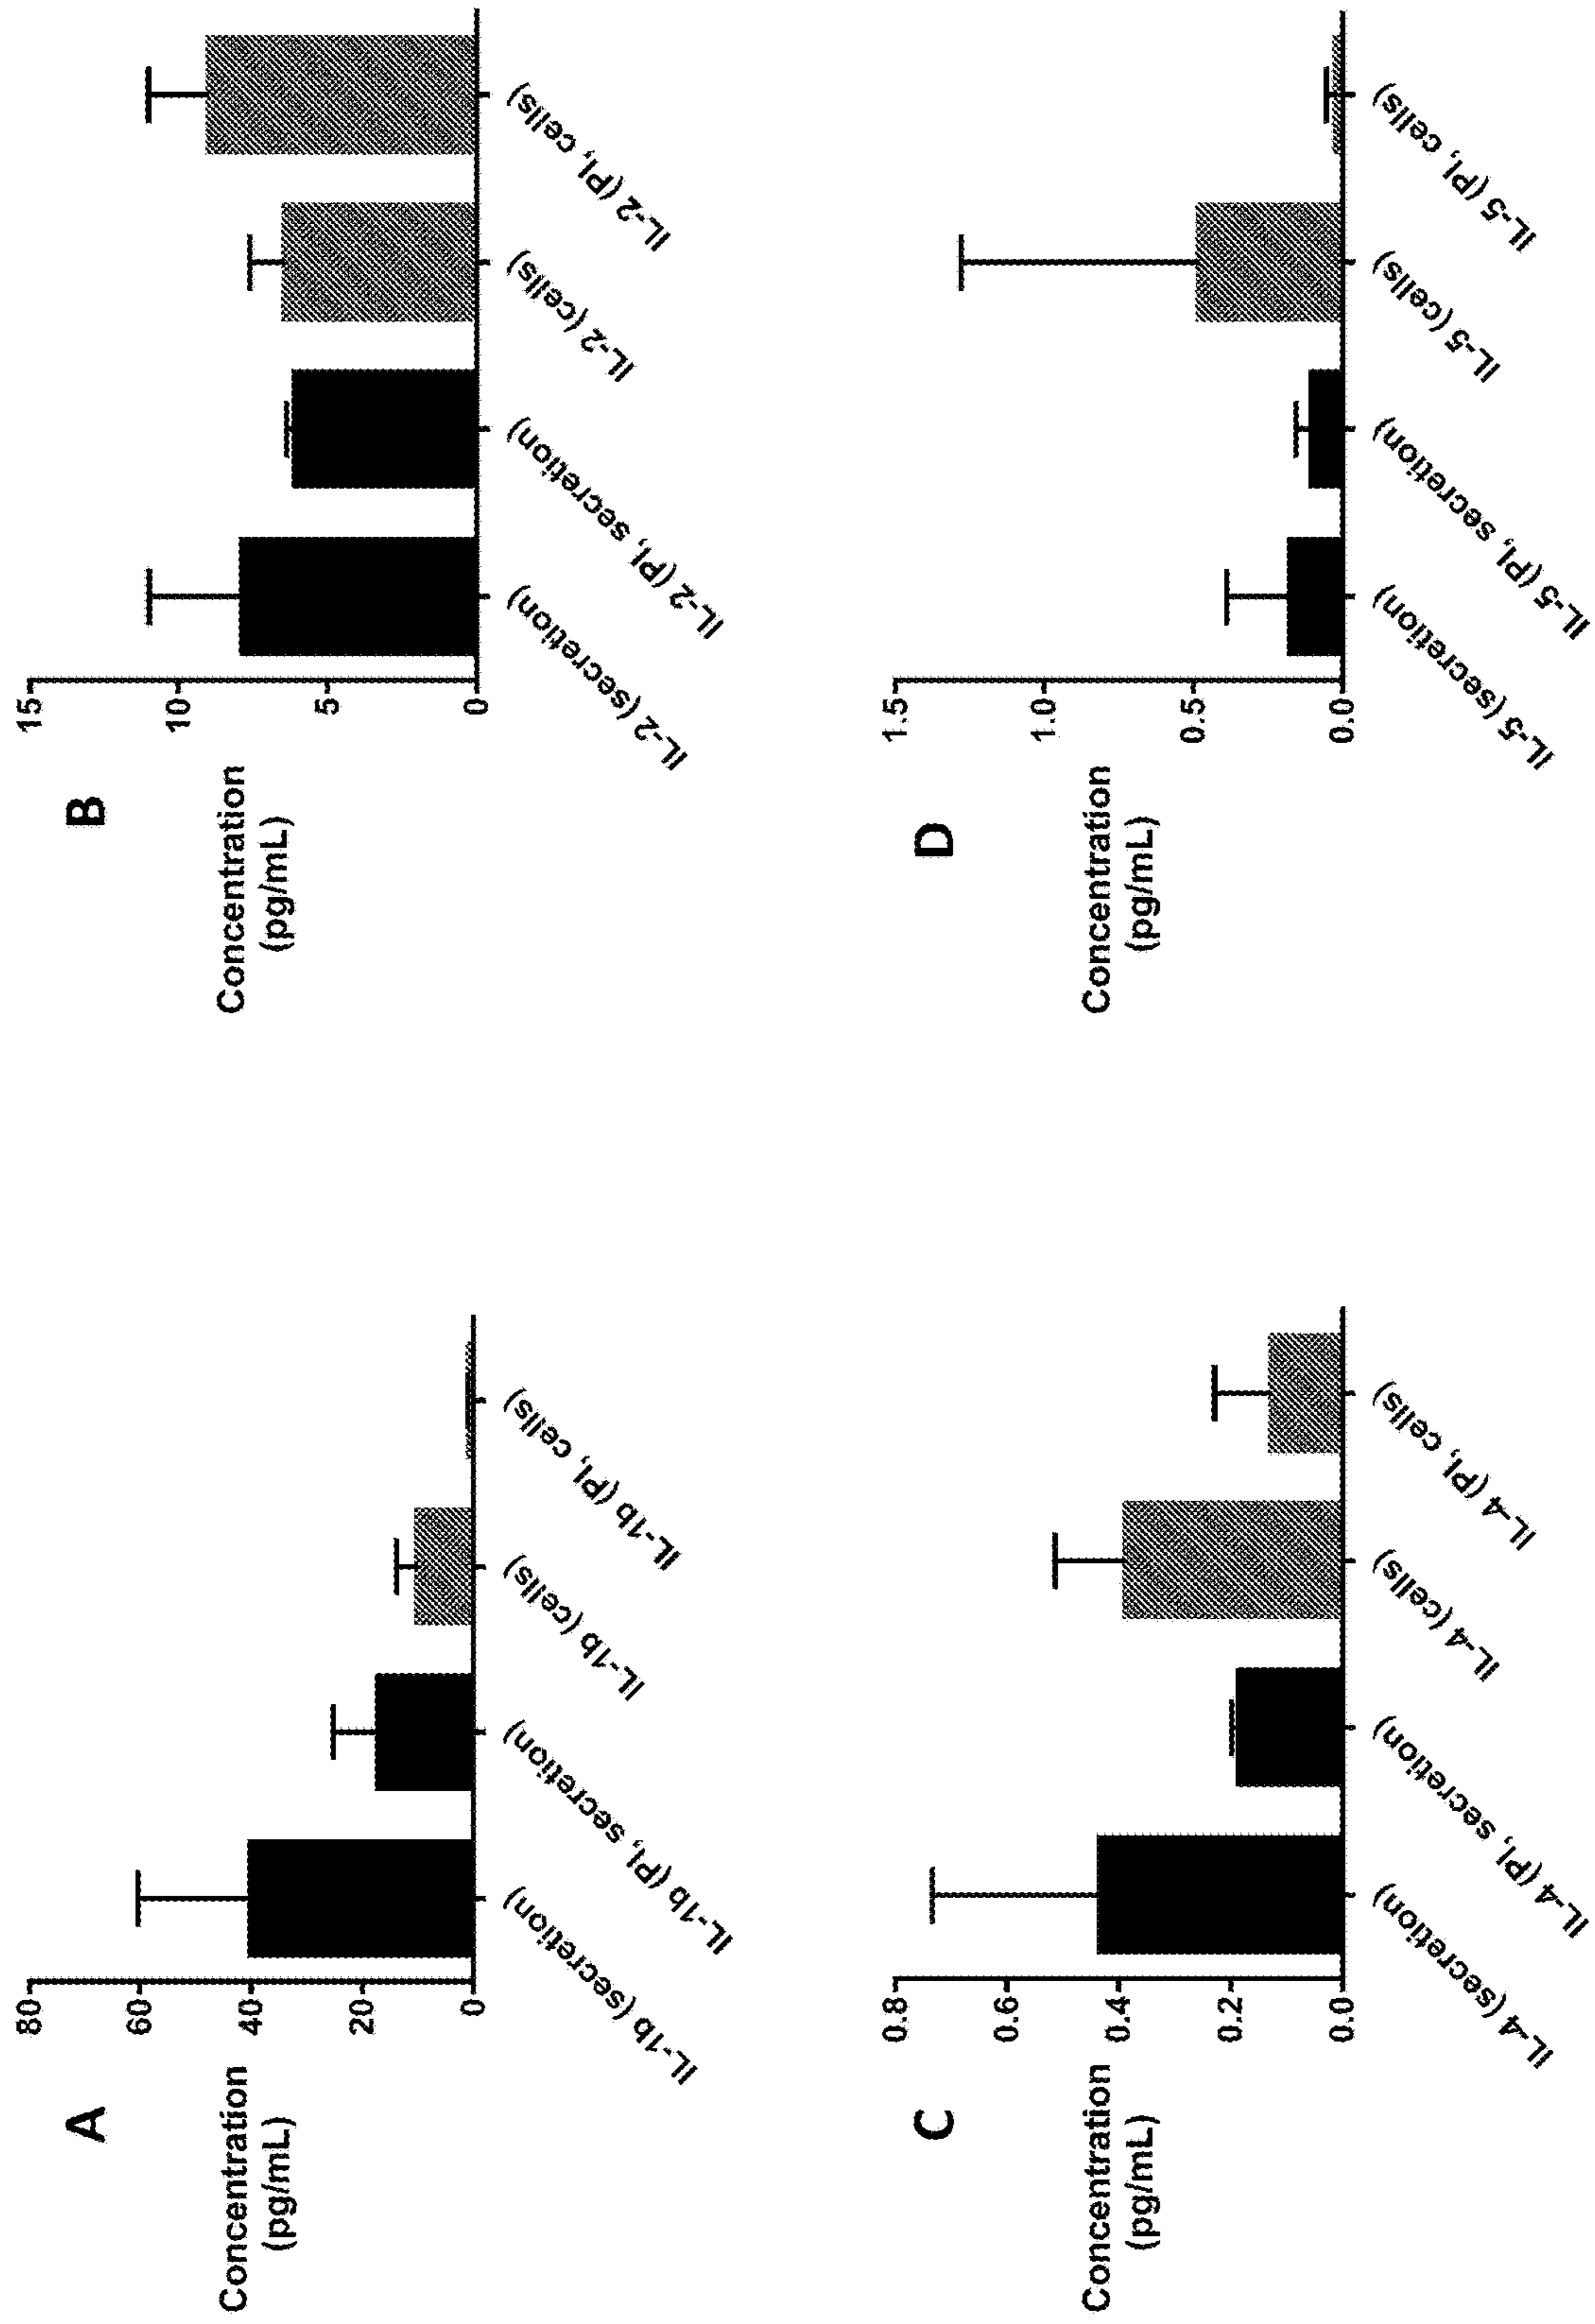 A
Concentration
(pg/mL)
80
60
40
20
0
IL-1b (secretion)
IL-1b (PI, secretion)
IL-1b (cells)
IL-1b (PI, cells)
B
Concentration
(pg/mL)
15
10
5
0
IL-2 (secretion)
IL-2 (PI, secretion)
IL-2 (cells)
IL-2 (PI, cells)
C
Concentration
(pg/mL)
0.8
0.6
0.4
0.2
0.0
IL-4 (secretion)
IL-4 (PI, secretion)
IL-4 (cells)
IL-4 (PI, cells)
D
Concentration
(pg/mL)
1.5
1.0
0.5
0.0
IL-5 (secretion)
IL-5 (PI, secretion)
IL-5 (cells)
IL-5 (PI, cells)